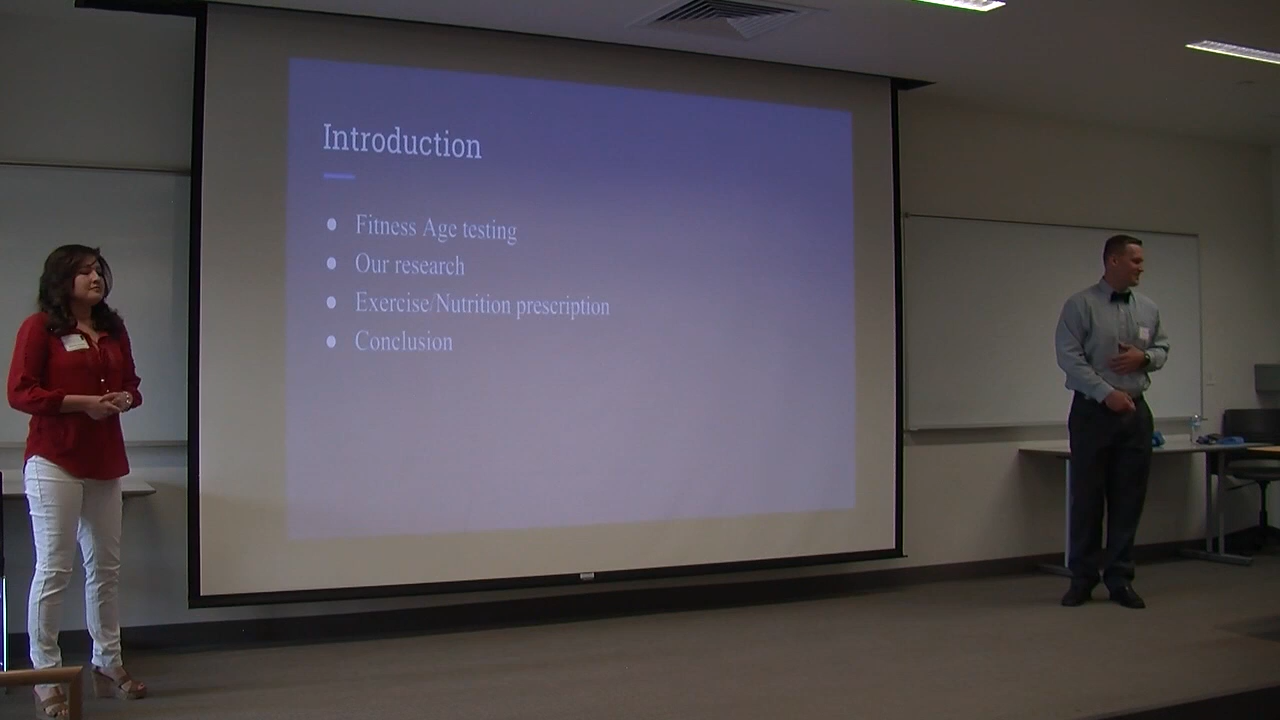 Introduction
● Fitness Age testing
● Our research
● Exercise/Nutrition prescription
● Conclusion